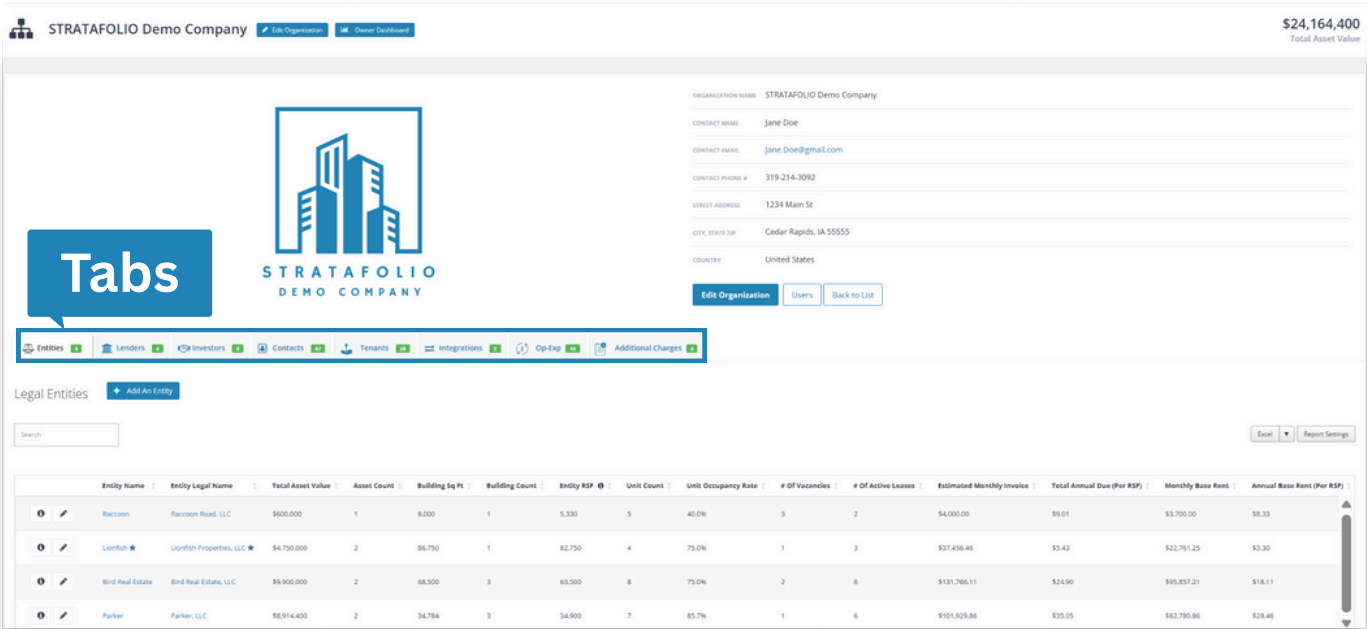 STRATAFOLIO Demo Company Edit Organization Owner Dashboard
$24,164,400
Total Asset Value
STRATAFOLIO
DEMO COMPANY
ORGANIZATION NAME STRATAFOLIO Demo Company
CONTACT NAME Jane Doe
CONTACT EMAIL Jane.Doe@gmail.com
CONTACT PHONE # 319-214-3092
STREET ADDRESS 1234 Main St
CITY, STATE ZIP Cedar Rapids, IA 55555
COUNTRY United States
Edit Organization Users Back to List
Tabs
Entities Lenders Investors Contacts Tenants Integrations Op-Exp Additional Charges
Legal Entities + Add An Entity
Search
Excel Report Settings
Entity Name Entity Legal Name Total Asset Value Asset Count Building Sq Ft Building Count Entity RSF Unit Count Unit Occupancy Rate # Of Vacancies # Of Active Leases Estimated Monthly Invoice Total Annual Due (Per RSF) Monthly Base Rent Annual Base Rent (Per RSF)
Raccoon Raccoon Road, LLC $600,000 1 8,000 1 5,330 5 40.0% 3 2 $4,000.00 $9.01 $3,700.00 $8.33
Lionfish Lionfish Properties, LLC $4,750,000 2 86,750 1 82,750 4 75.0% 1 3 $37,456.46 $5.43 $22,761.25 $3.30
Bird Real Estate Bird Real Estate, LLC $9,900,000 2 68,500 3 63,500 8 75.0% 2 6 $131,766.11 $24.90 $95,857.21 $18.11
Parker Parker, LLC $8,914,400 2 34,784 3 34,900 7 85.7% 1 6 $101,929.86 $35.05 $82,780.86 $28.46